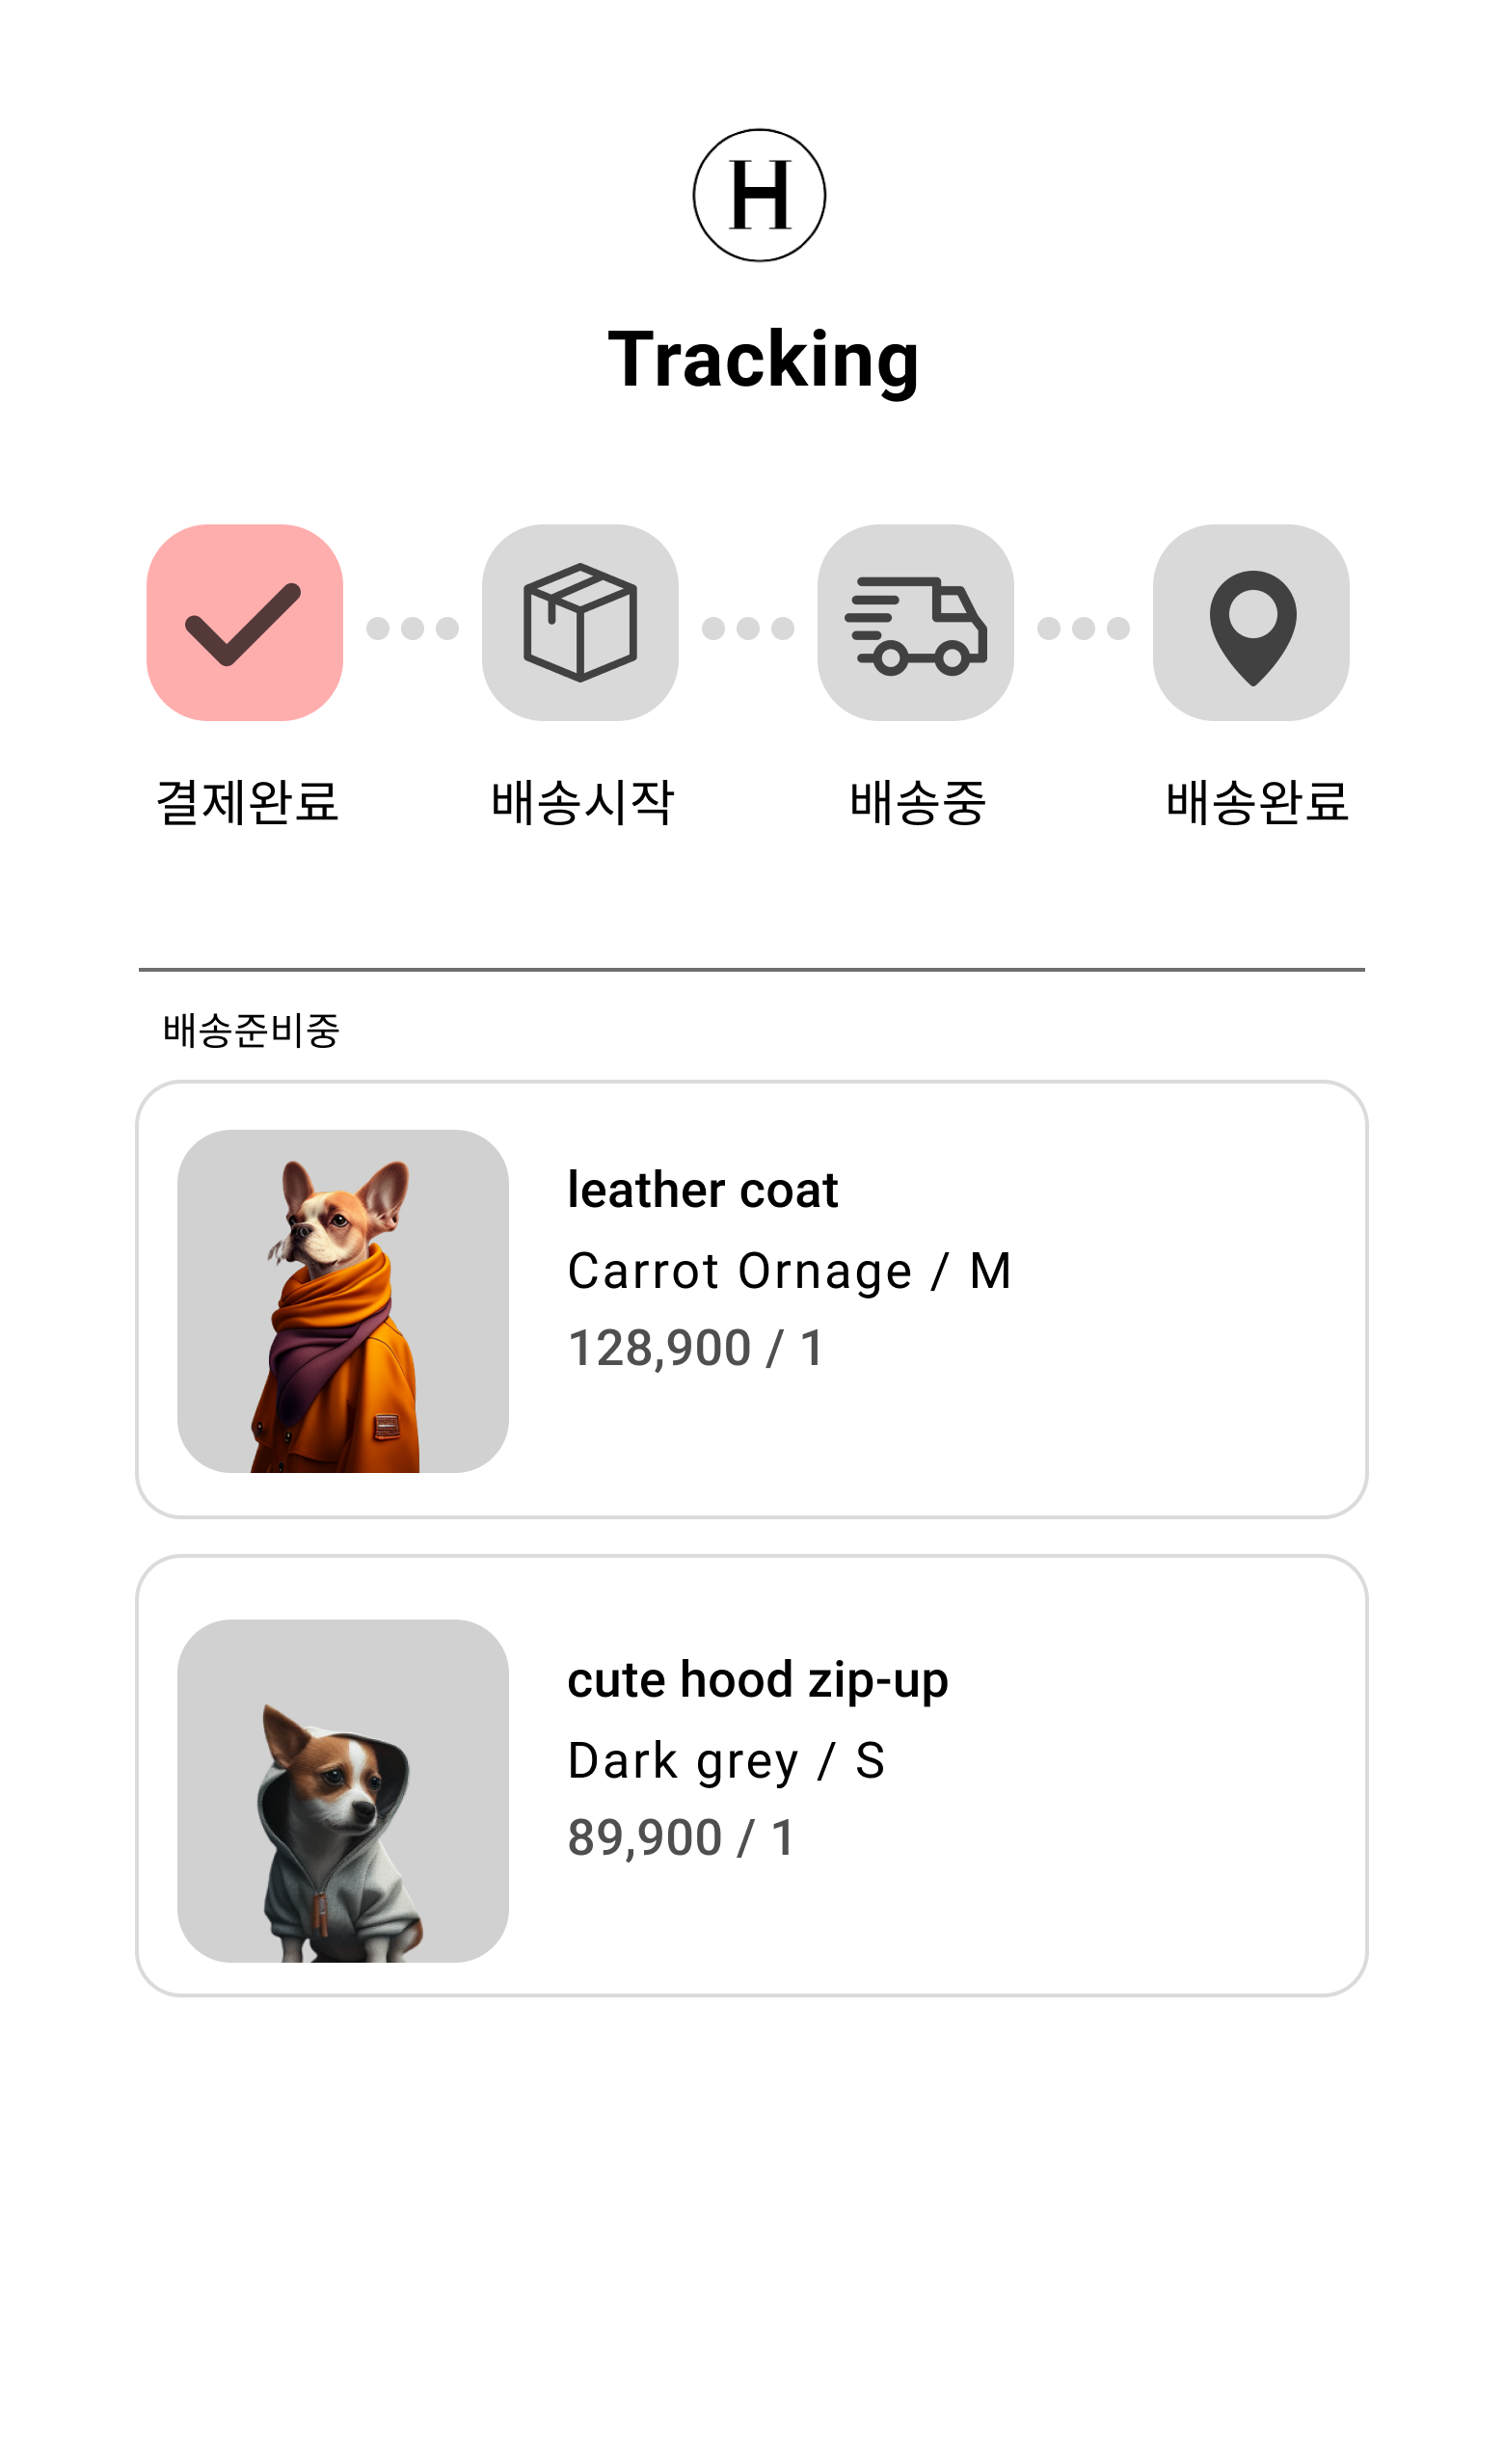 H
Tracking
결제완료 배송시작 배송중 배송완료
배송준비중
leather coat
Carrot Ornage / M
128,900 / 1
cute hood zip-up
Dark grey / S
89,900 / 1